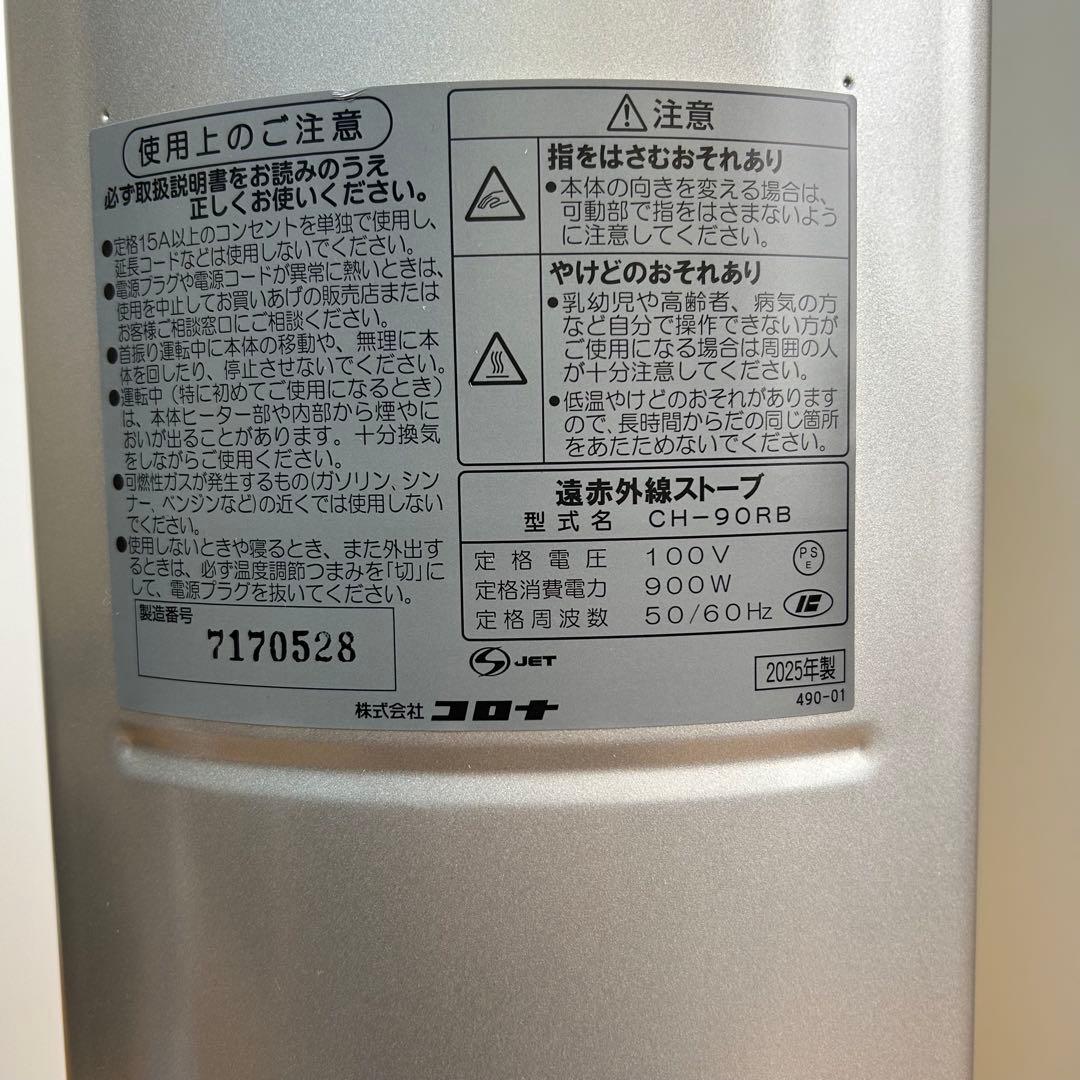 使用上のご注意
必ず取扱説明書をお読みのうえ
正しくお使いください。
●定格15A以上のコンセントを単独で使用し、
延長コードなどは使用しないでください。
●電源プラグや電源コードが異常に熱いときは、
使用を中止してお買いあげの販売店または
お客様ご相談窓口にご相談ください。
●首振り運転中に本体の移動や、無理に本
体を回したり、停止させないでください。
●運転中（特に初めてご使用になるとき）
は、本体ヒーター部や内部から煙やに
おいが出ることがあります。十分換気
をしながらご使用ください。
●可燃性ガスが発生するもの(ガソリン、シン
ナー、ベンジンなど)の近くでは使用しない
でください。
●使用しないときや寝るとき、また外出す
るときは、必ず温度調節つまみを「切」に
して、電源プラグを抜いてください。
製造番号
7170528
注意
指をはさむおそれあり
●本体の向きを変える場合は、
可動部で指をはさまないよう
に注意してください。
やけどのおそれあり
●乳幼児や高齢者、病気の方
など自分で操作できない方が
ご使用になる場合は周囲の人
が十分注意してください。
●低温やけどのおそれがあります
ので、長時間からだの同じ箇所
をあたためないでください。
遠赤外線ストーブ
型式名 CH-90RB
定格電圧 100V
定格消費電力 900W
定格周波数 50/60Hz
PSE
S JET
2025年製
490-01
株式会社 コロナ